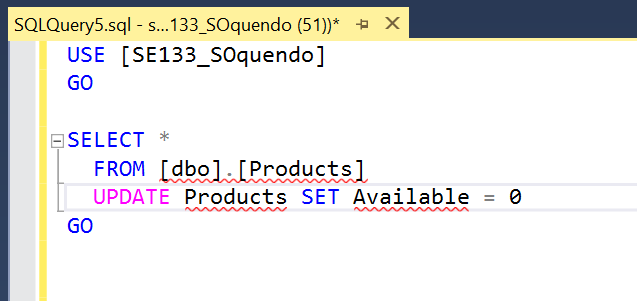 SQLQuery5.sql - s...133_SOquendo (51))*
USE [SE133_SOquendo]
GO
SELECT *
FROM [dbo].[Products]
UPDATE Products SET Available = 0
GO